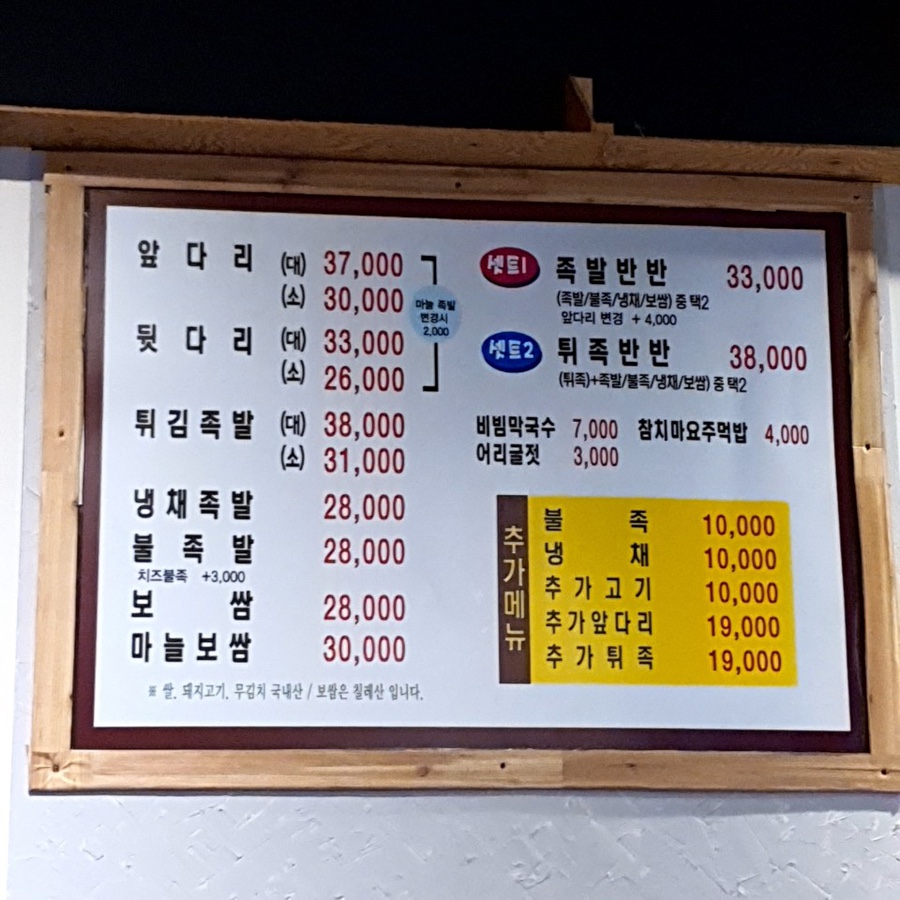 앞다리 (대) 37,000
(소) 30,000
마늘 족발
변경시
2,000
뒷다리 (대) 33,000
(소) 26,000
튀김족발 (대) 38,000
(소) 31,000
냉채족발 28,000
불족발 28,000
치즈불족 +3,000
보쌈 28,000
마늘보쌈 30,000
※ 쌀, 돼지고기, 무김치 국내산 / 보쌈은 칠레산 입니다.
셋트1 족발반반 33,000
(족발/불족/냉채/보쌈) 중 택2
앞다리 변경 + 4,000
셋트2 튀족반반 38,000
(튀족)+족발/불족/냉채/보쌈) 중 택2
비빔막국수 7,000 참치마요주먹밥 4,000
어리굴젓 3,000
추가메뉴
불족 10,000
냉채 10,000
추가고기 10,000
추가앞다리 19,000
추가튀족 19,000